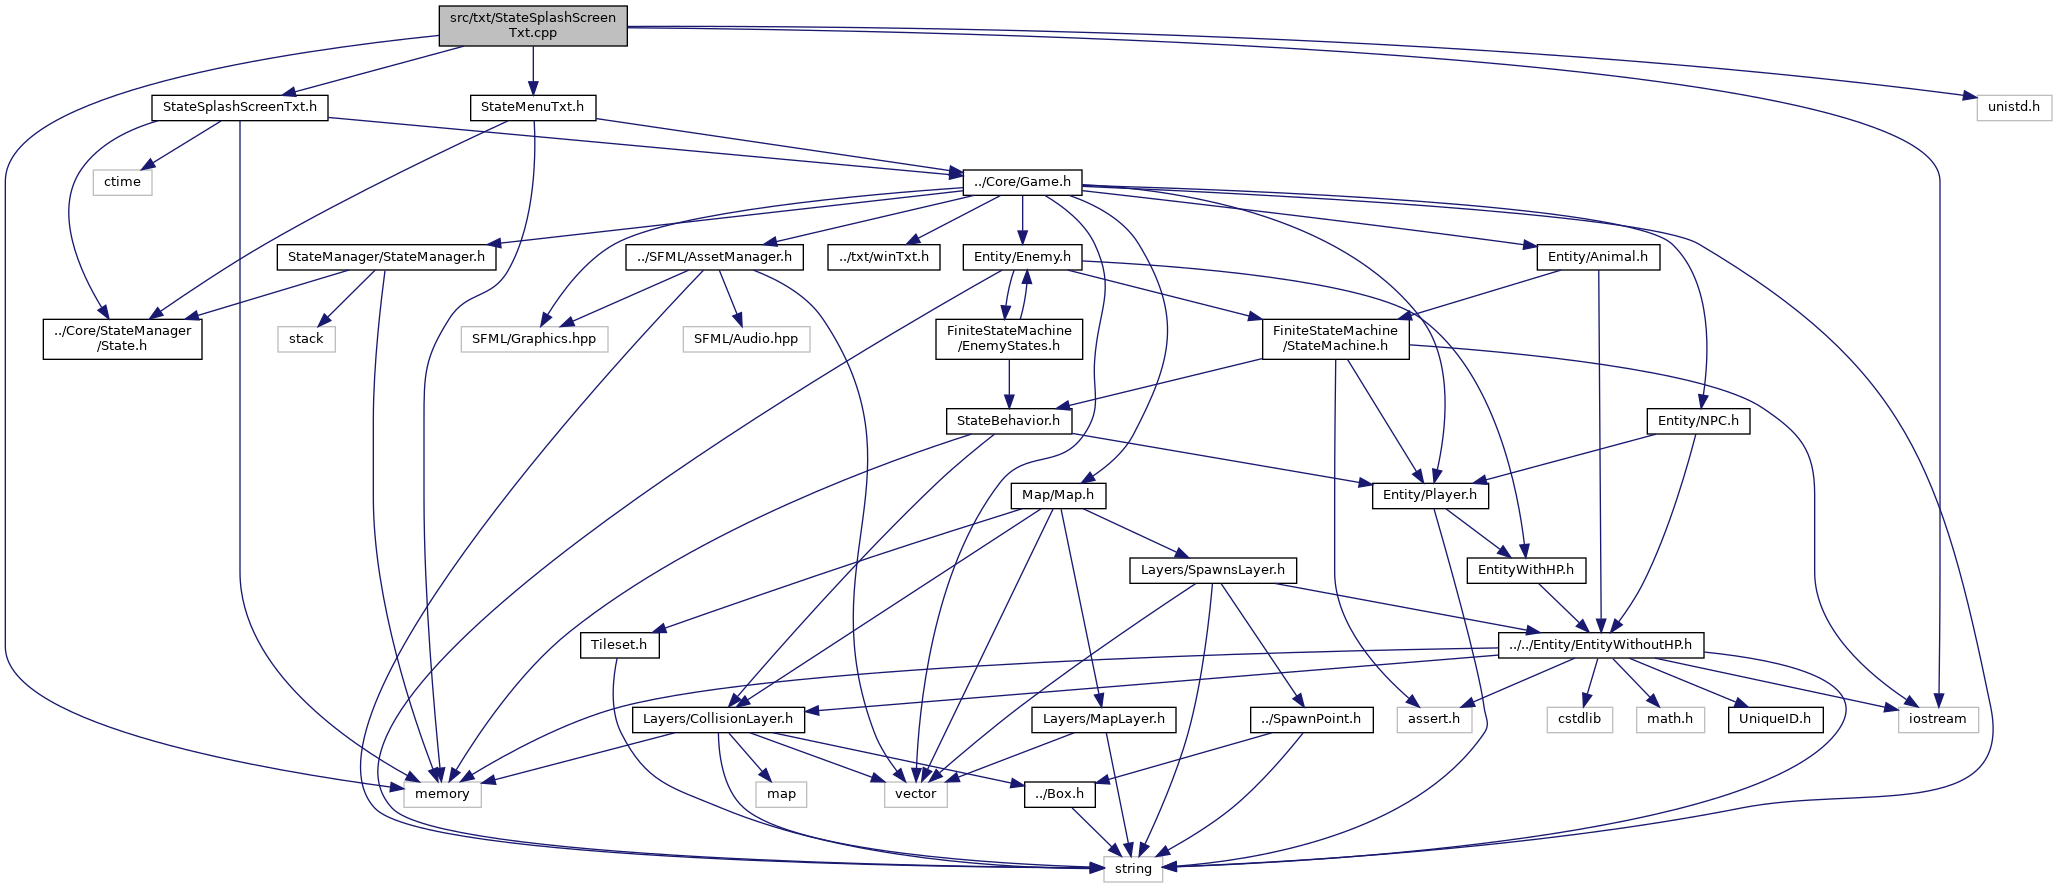 src/txt/StateSplashScreen
Txt.cpp
StateSplashScreenTxt.h
StateMenuTxt.h
unistd.h
ctime
../Core/Game.h
StateManager/StateManager.h
../SFML/AssetManager.h
../txt/winTxt.h
Entity/Enemy.h
Entity/Animal.h
../Core/StateManager
/State.h
stack
SFML/Graphics.hpp
SFML/Audio.hpp
FiniteStateMachine
/EnemyStates.h
FiniteStateMachine
/StateMachine.h
StateBehavior.h
Entity/NPC.h
Map/Map.h
Entity/Player.h
Layers/SpawnsLayer.h
EntityWithHP.h
Tileset.h
../../Entity/EntityWithoutHP.h
Layers/CollisionLayer.h
Layers/MapLayer.h
../SpawnPoint.h
assert.h
cstdlib
math.h
UniqueID.h
iostream
memory
map
vector
../Box.h
string